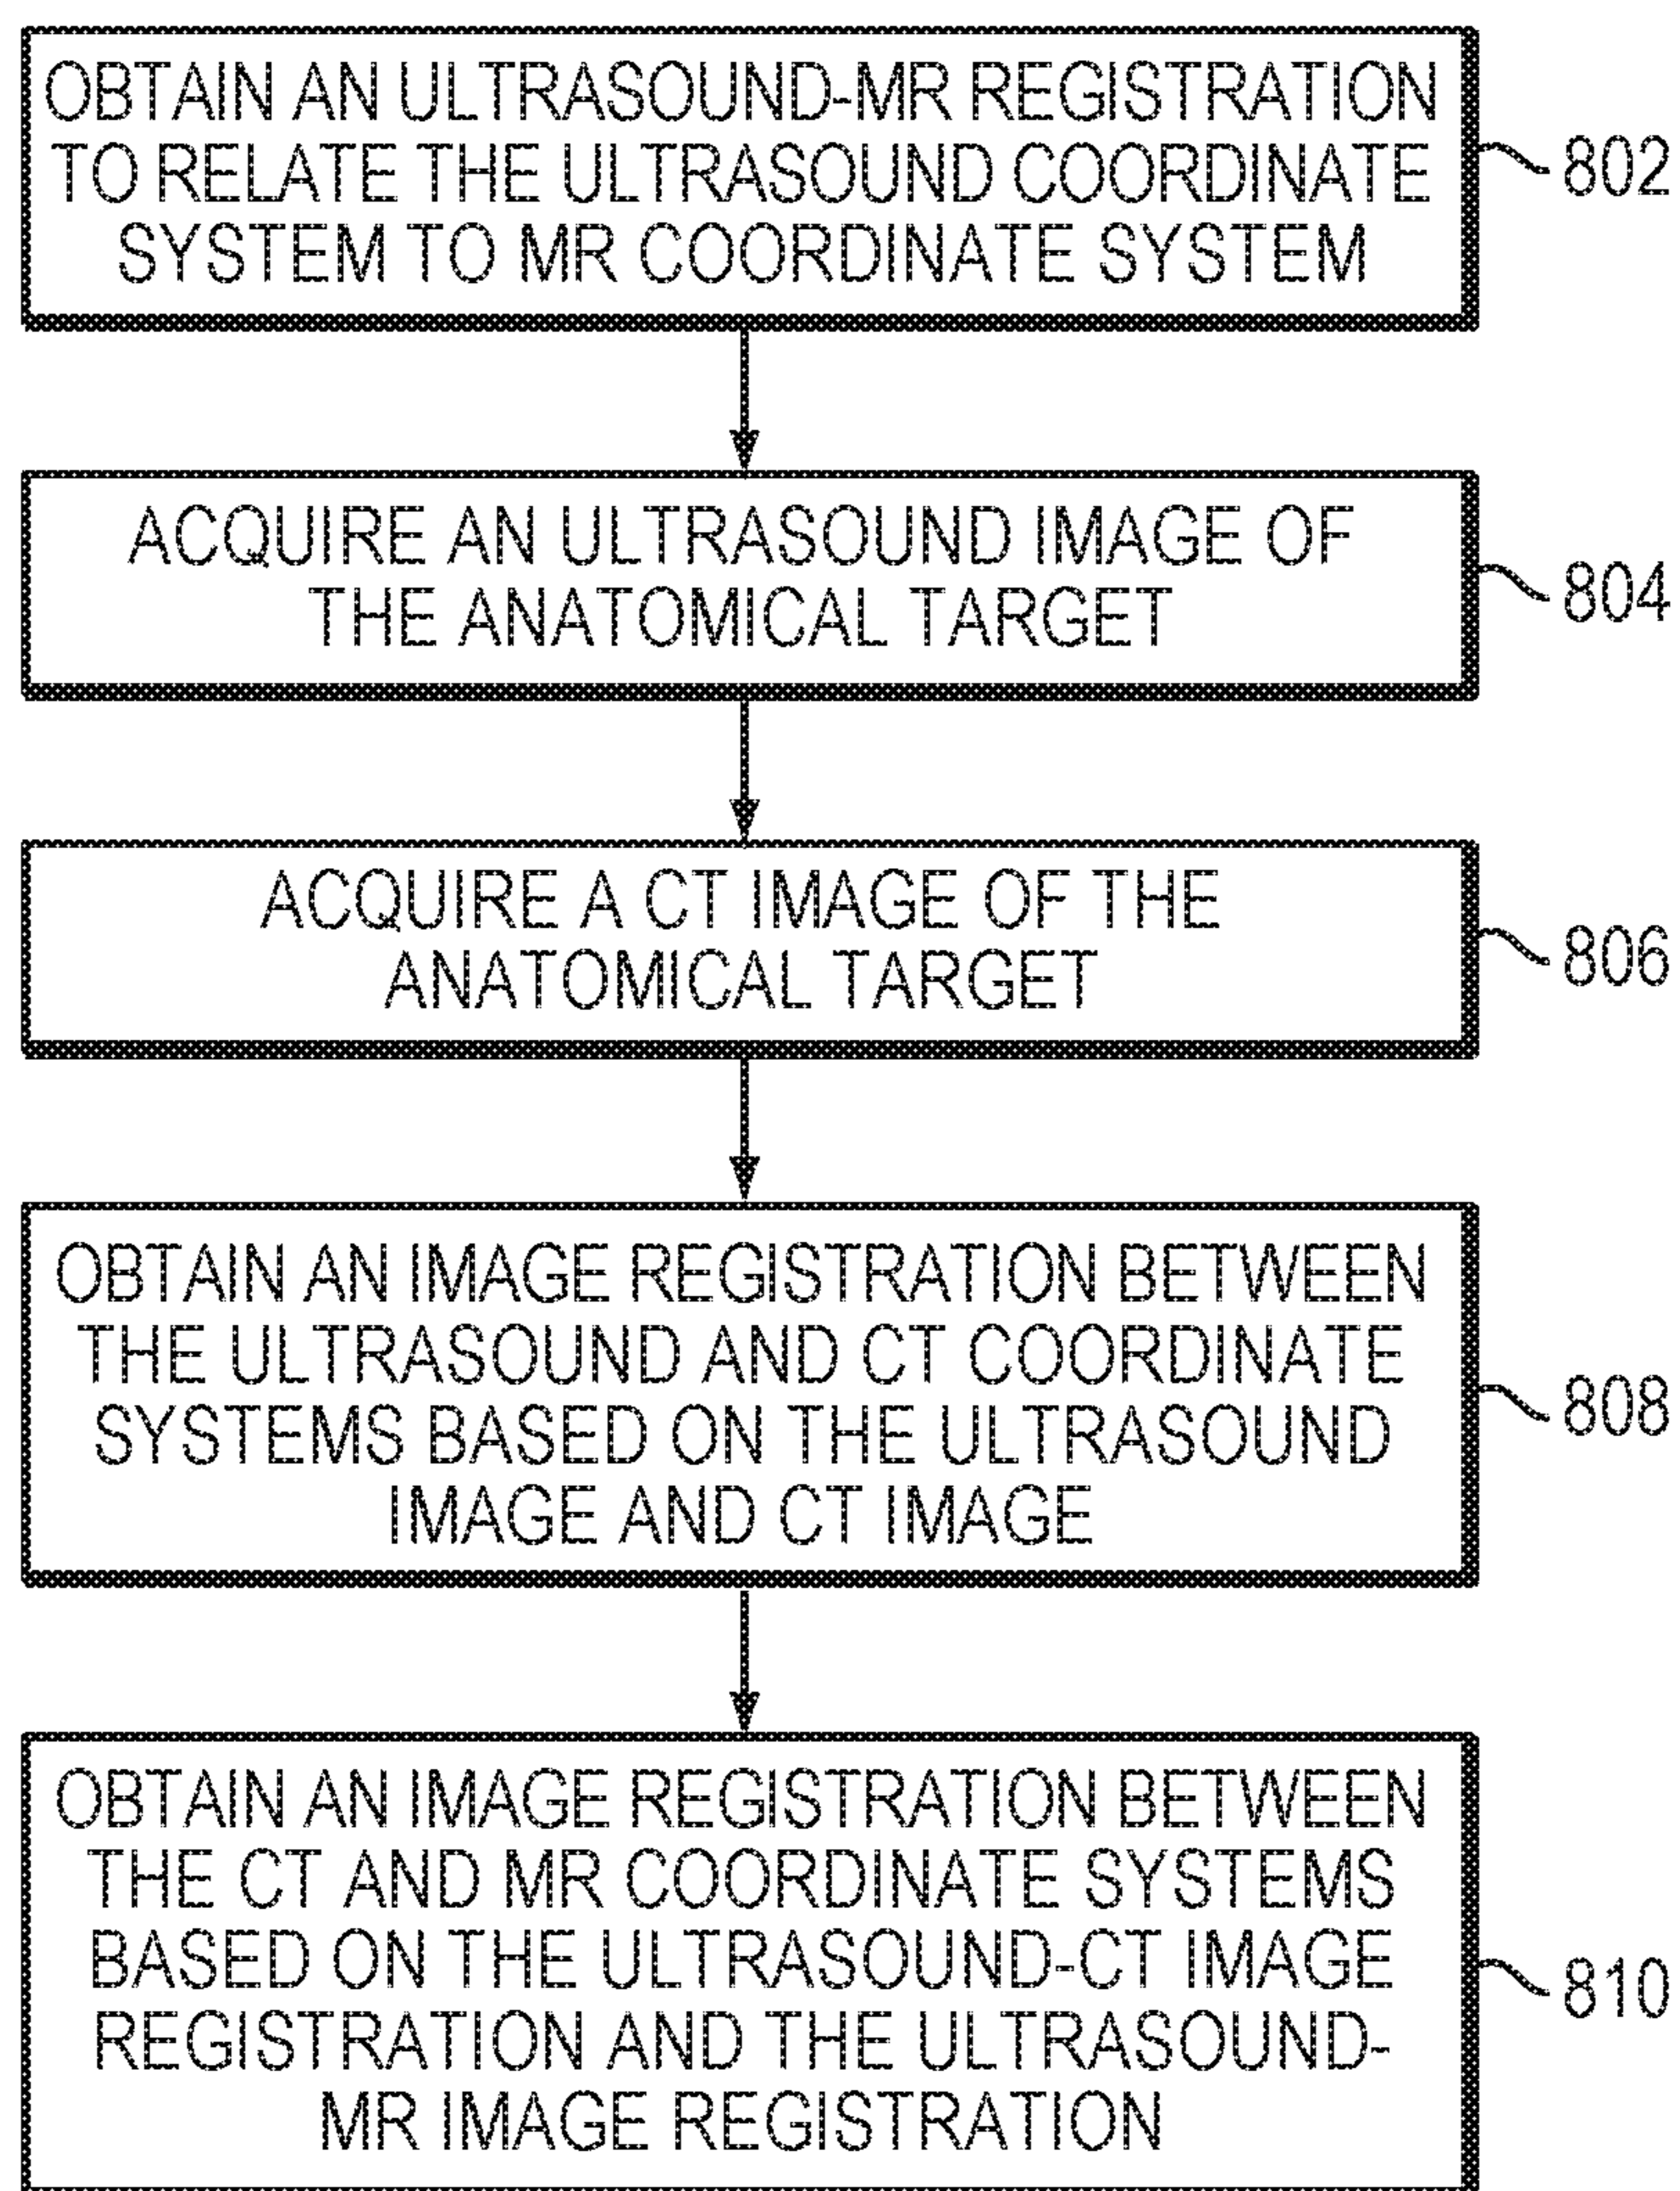 OBTAIN AN ULTRASOUND-MR REGISTRATION
TO RELATE THE ULTRASOUND COORDINATE
SYSTEM TO MR COORDINATE SYSTEM
802
ACQUIRE AN ULTRASOUND IMAGE OF
THE ANATOMICAL TARGET
804
ACQUIRE A CT IMAGE OF THE
ANATOMICAL TARGET
806
OBTAIN AN IMAGE REGISTRATION BETWEEN
THE ULTRASOUND AND CT COORDINATE
SYSTEMS BASED ON THE ULTRASOUND
IMAGE AND CT IMAGE
808
OBTAIN AN IMAGE REGISTRATION BETWEEN
THE CT AND MR COORDINATE SYSTEMS
BASED ON THE ULTRASOUND-CT IMAGE
REGISTRATION AND THE ULTRASOUND-
MR IMAGE REGISTRATION
810